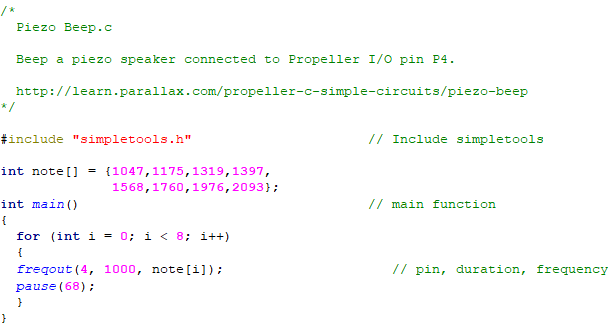 /*
Piezo Beep.c
Beep a piezo speaker connected to Propeller I/O pin P4.
http://learn.parallax.com/propeller-c-simple-circuits/piezo-beep
*/
#include "simpletools.h" // Include simpletools
int note[] = {1047,1175,1319,1397,
1568,1760,1976,2093};
int main() // main function
{
for (int i = 0; i < 8; i++)
{
freqout(4, 1000, note[i]); // pin, duration, frequency
pause(68);
}
}